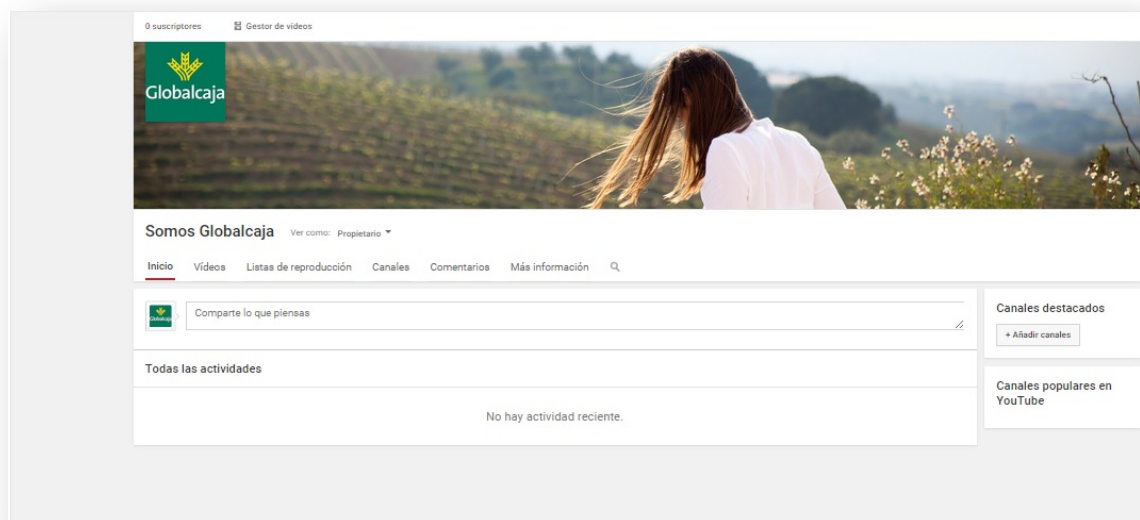 0 suscriptores Gestor de vídeos
Globalcaja
Somos Globalcaja Ver como: Propietario
Inicio Vídeos Listas de reproducción Canales Comentarios Más información
Globalcaja
Comparte lo que piensas
Todas las actividades
No hay actividad reciente.
Canales destacados
+ Añadir canales
Canales populares en
YouTube